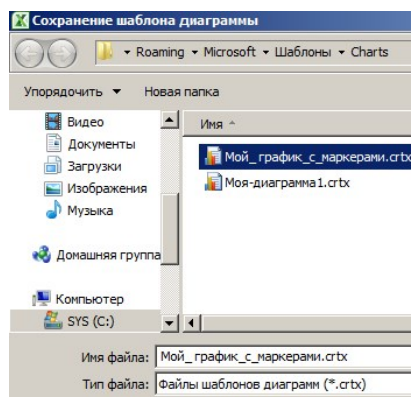 Сохранение шаблона диаграммы
Roaming Microsoft Шаблоны Charts
Упорядочить Новая папка
Видео
Документы
Загрузки
Изображения
Музыка
Домашняя группа
Компьютер
SYS (C:)
Имя
Мой_график_с_маркерами.crtx
Моя-диаграмма1.crtx
Имя файла: Мой_график_с_маркерами.crtx
Тип файла: Файлы шаблонов диаграмм (*.crtx)